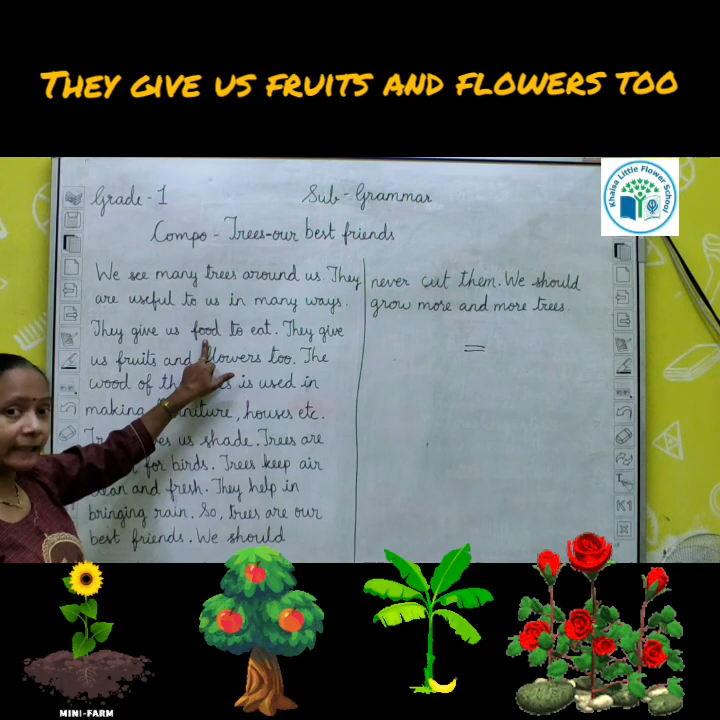 THEY GIVE US FRUITS AND FLOWERS TOO
Khalsa Little Flower School
Grade-1 Sub-Grammar
Compo-Trees-our best friends
We see many trees around us. They
are useful to us in many ways.
They give us food to eat. They give
us fruits and flowers too. The
wood of is used in
making furniture, houses etc.
us shade. Trees are
for birds. Trees keep air
clean and fresh. They help in
bringing rain. So, trees are our
best friends. We should
never cut them. We should
grow more and more trees.
K1
MINI-FARM